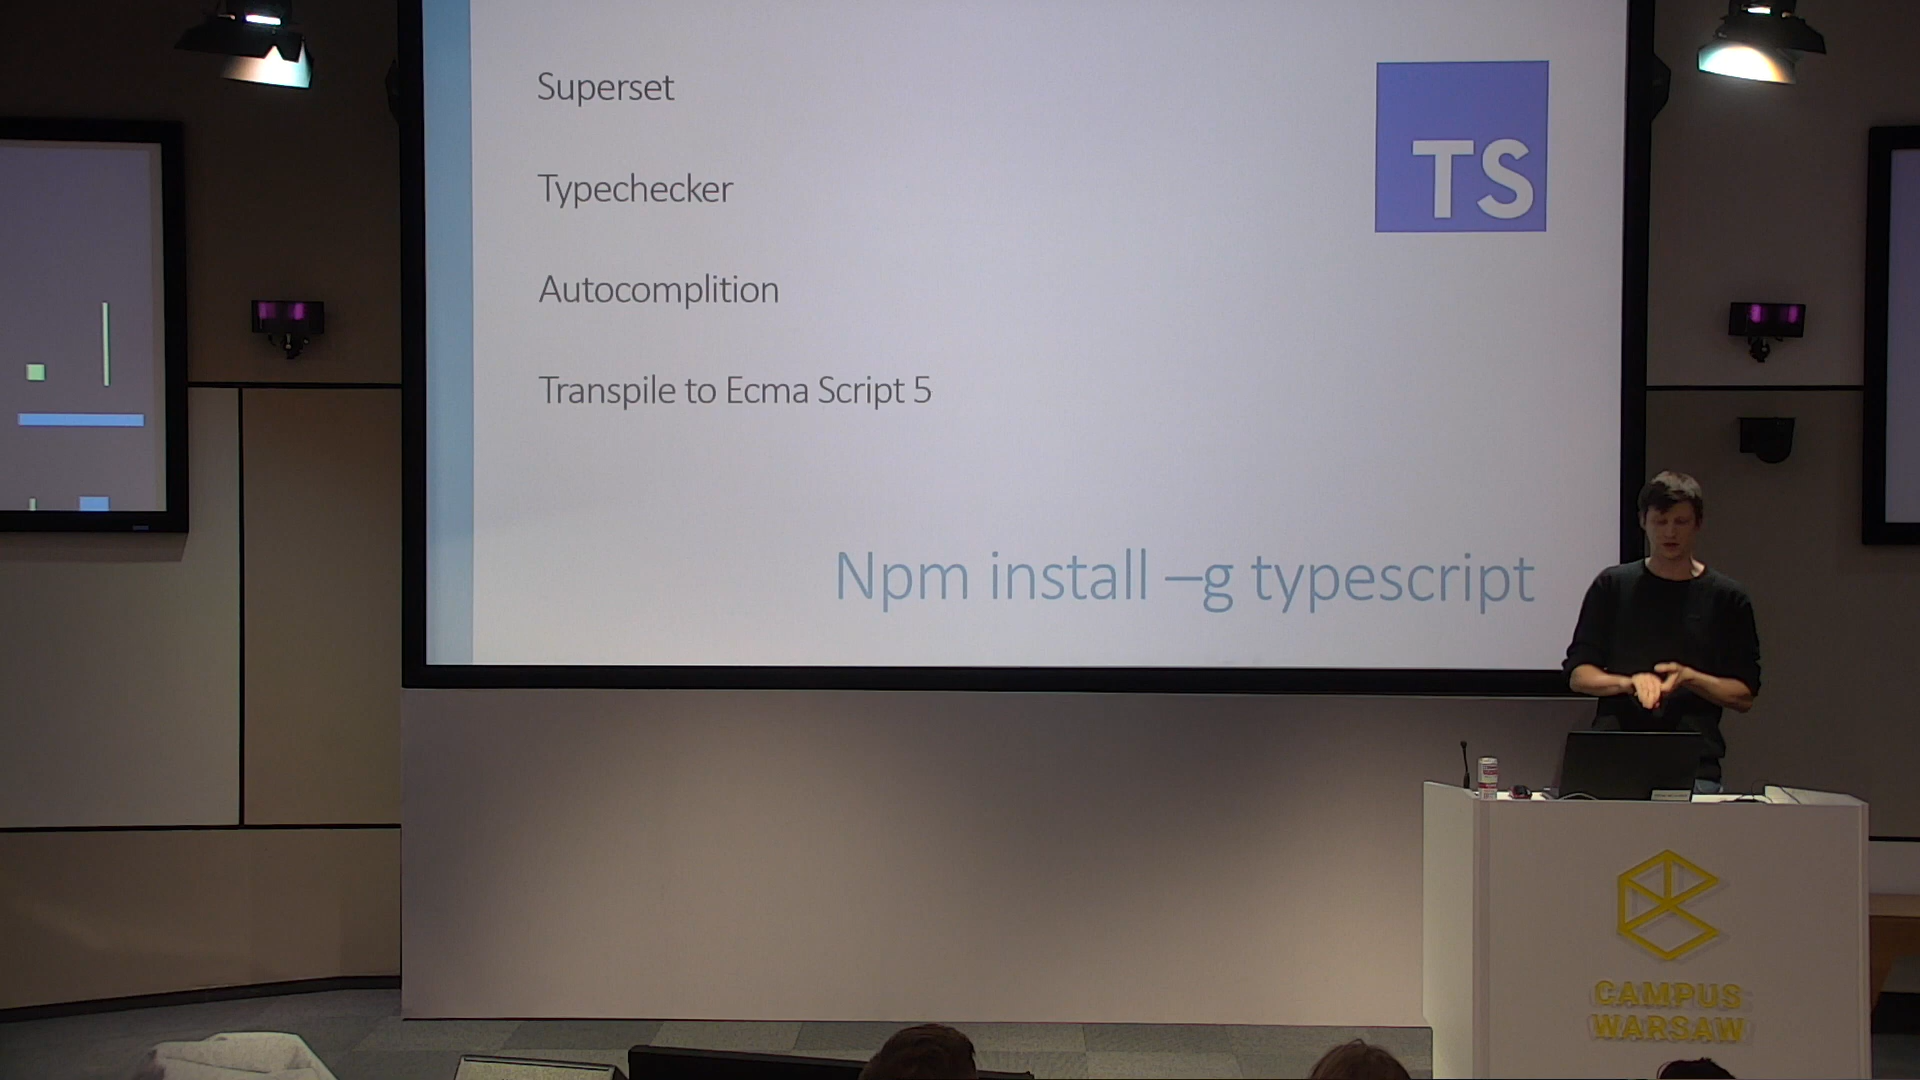 Superset
TS
Typechecker
Autocomplition
Transpile to Ecma Script 5
Npm install –g typescript
CAMPUS
WARSAW